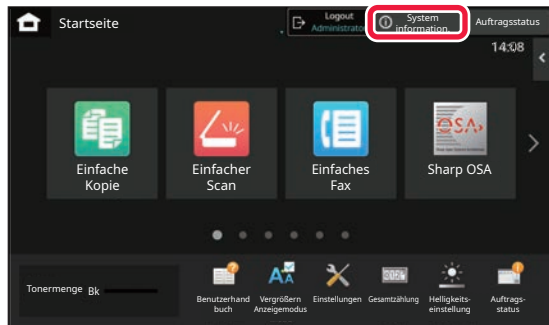 Startseite
Logout
Administrator
System
information
Auftragsstatus
14:08
OSA
Einfache
Kopie
Einfacher
Scan
Einfaches
Fax
Sharp OSA
Tonermenge Bk
Benutzerhand
buch
Vergrößern
Anzeigemodus
Einstellungen
Gesamtzählung
Helligkeits-
einstellung
Auftrags-
status